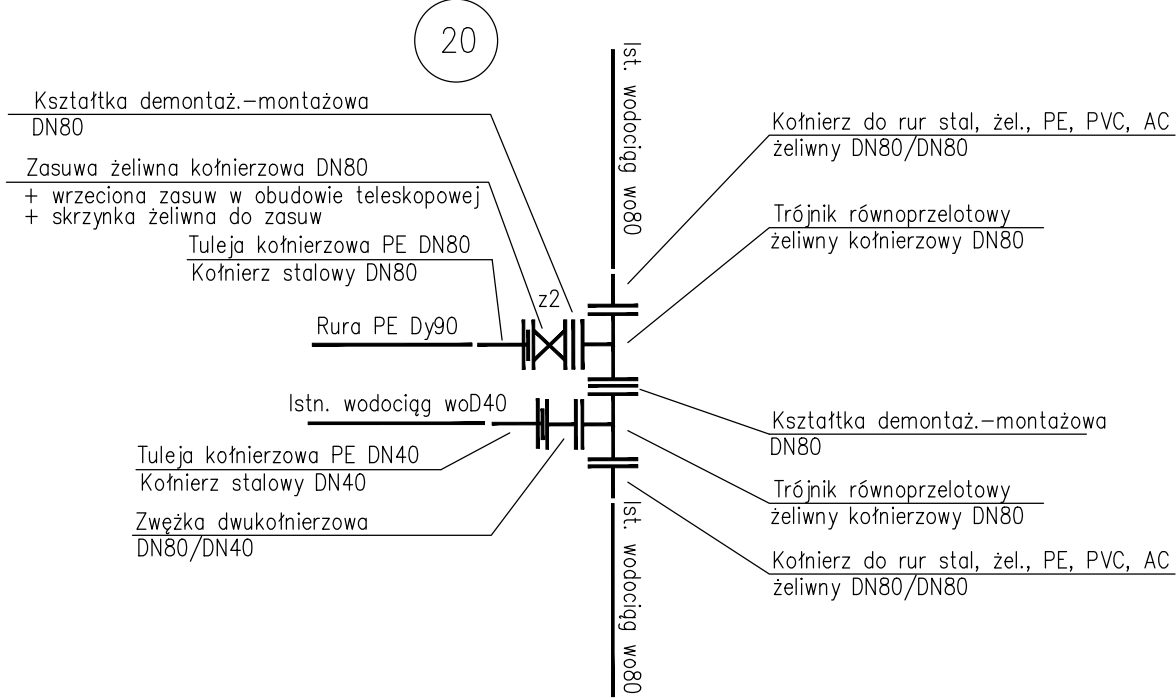 20
Kształtka demontaż.-montażowa
DN80
Zasuwa żeliwna kołnierzowa DN80
+ wrzeciona zasuw w obudowie teleskopowej
+ skrzynka żeliwna do zasuw
Tuleja kołnierzowa PE DN80
Kołnierz stalowy DN80
z2
Rura PE Dy90
Istn. wodociąg woD40
Tuleja kołnierzowa PE DN40
Kołnierz stalowy DN40
Zwężka dwukołnierzowa
DN80/DN40
Ist. wodociąg wo80
Kołnierz do rur stal, żel., PE, PVC, AC
żeliwny DN80/DN80
Trójnik równoprzelotowy
żeliwny kołnierzowy DN80
Kształtka demontaż.-montażowa
DN80
Trójnik równoprzelotowy
żeliwny kołnierzowy DN80
Kołnierz do rur stal, żel., PE, PVC, AC
żeliwny DN80/DN80
Ist. wodociąg wo80